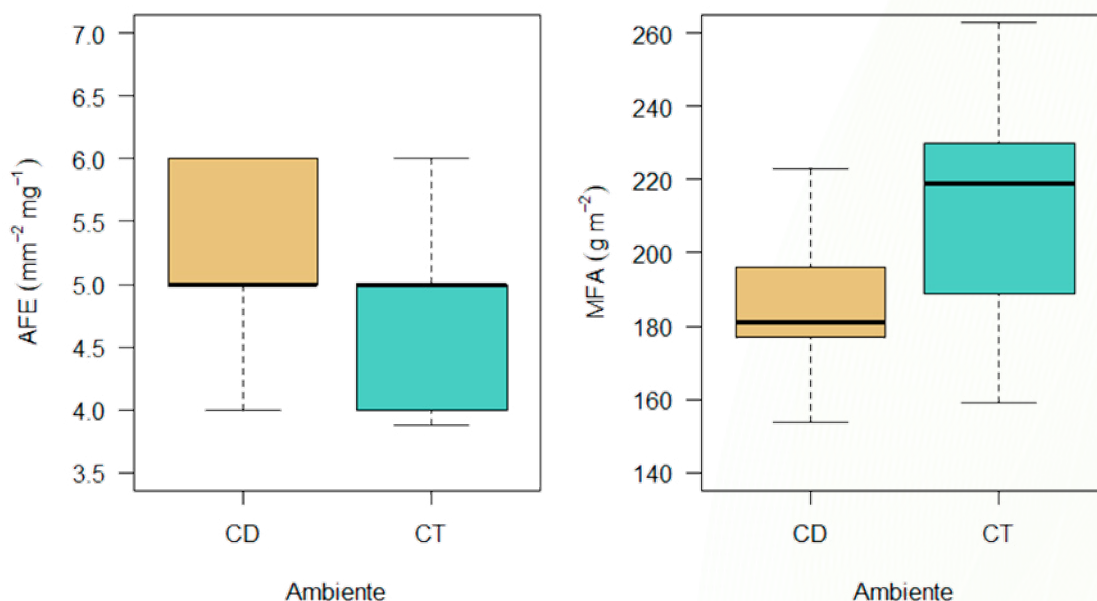 AFE (mm⁻² mg⁻¹)
7.0
6.5
6.0
5.5
5.0
4.5
4.0
3.5
CD
CT
Ambiente
MFA (g m⁻²)
260
240
220
200
180
160
140
CD
CT
Ambiente